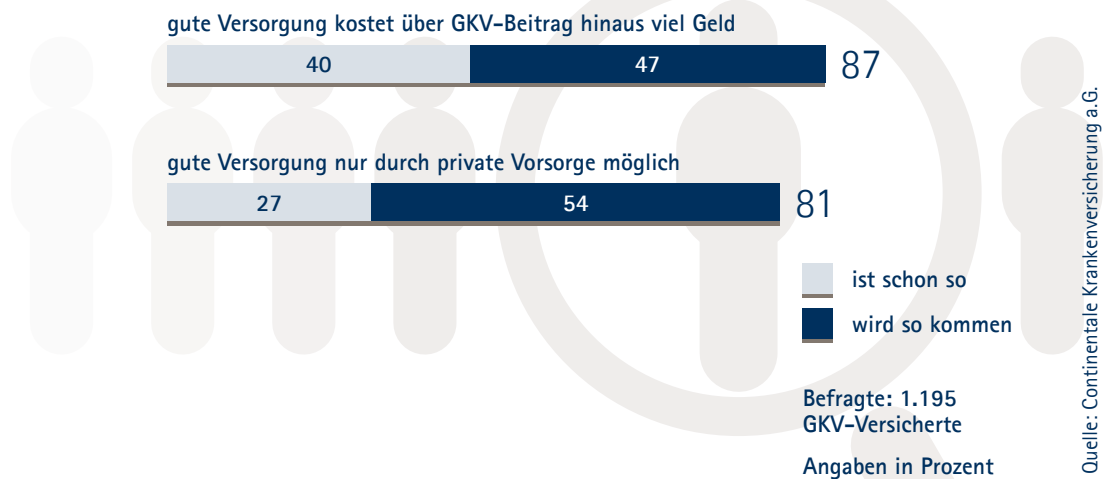 gute Versorgung kostet über GKV-Beitrag hinaus viel Geld
40 47 87
gute Versorgung nur durch private Vorsorge möglich
27 54 81
ist schon so
wird so kommen
Befragte: 1.195
GKV-Versicherte
Angaben in Prozent
Quelle: Continentale Krankenversicherung a.G.